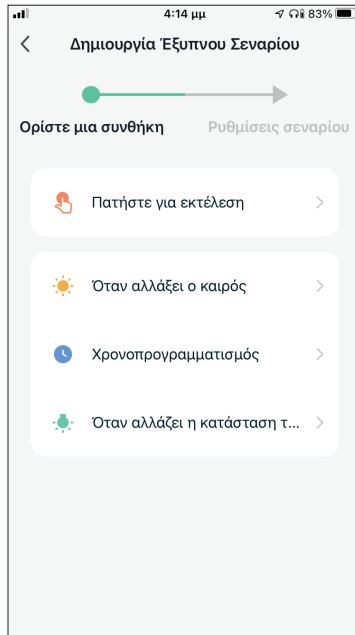 4:14 μμ
83%
Δημιουργία Έξυπνου Σεναρίου
Ορίστε μια συνθήκη
Ρυθμίσεις σεναρίου
Πατήστε για εκτέλεση
Όταν αλλάξει ο καιρός
Χρονοπρογραμματισμός
Όταν αλλάζει η κατάσταση τ...